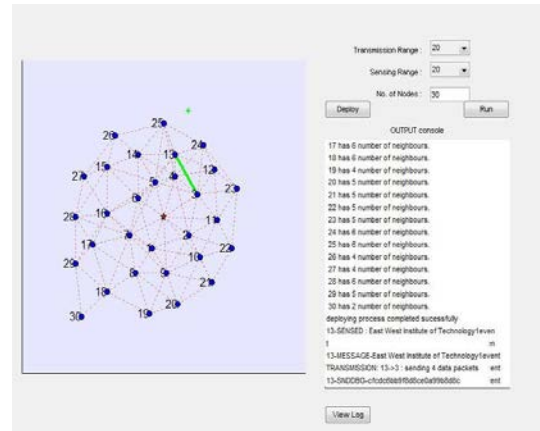 Transmission Range : 20
Sensing Range : 20
No. of Nodes : 30
Deploy Run
OUTPUT console
17 has 6 number of neighbours.
18 has 6 number of neighbours.
19 has 4 number of neighbours.
20 has 5 number of neighbours.
21 has 5 number of neighbours.
22 has 5 number of neighbours.
23 has 5 number of neighbours.
24 has 6 number of neighbours.
25 has 6 number of neighbours.
26 has 4 number of neighbours.
27 has 4 number of neighbours.
28 has 6 number of neighbours.
29 has 5 number of neighbours.
30 has 2 number of neighbours.
deploying process completed sucessfully
13-SENSED : East West Institute of Technology1even
t m
13-MESSAGE-East West Institute of Technology1event
TRANSMISSION: 13->3 : sending 4 data packets ent
ent
View Log
25
26
24
13
14
15
12
4
27
5
23
3
6
28
16
11
7
2
17
1
22
10
29
8
9
21
18
20
30
19